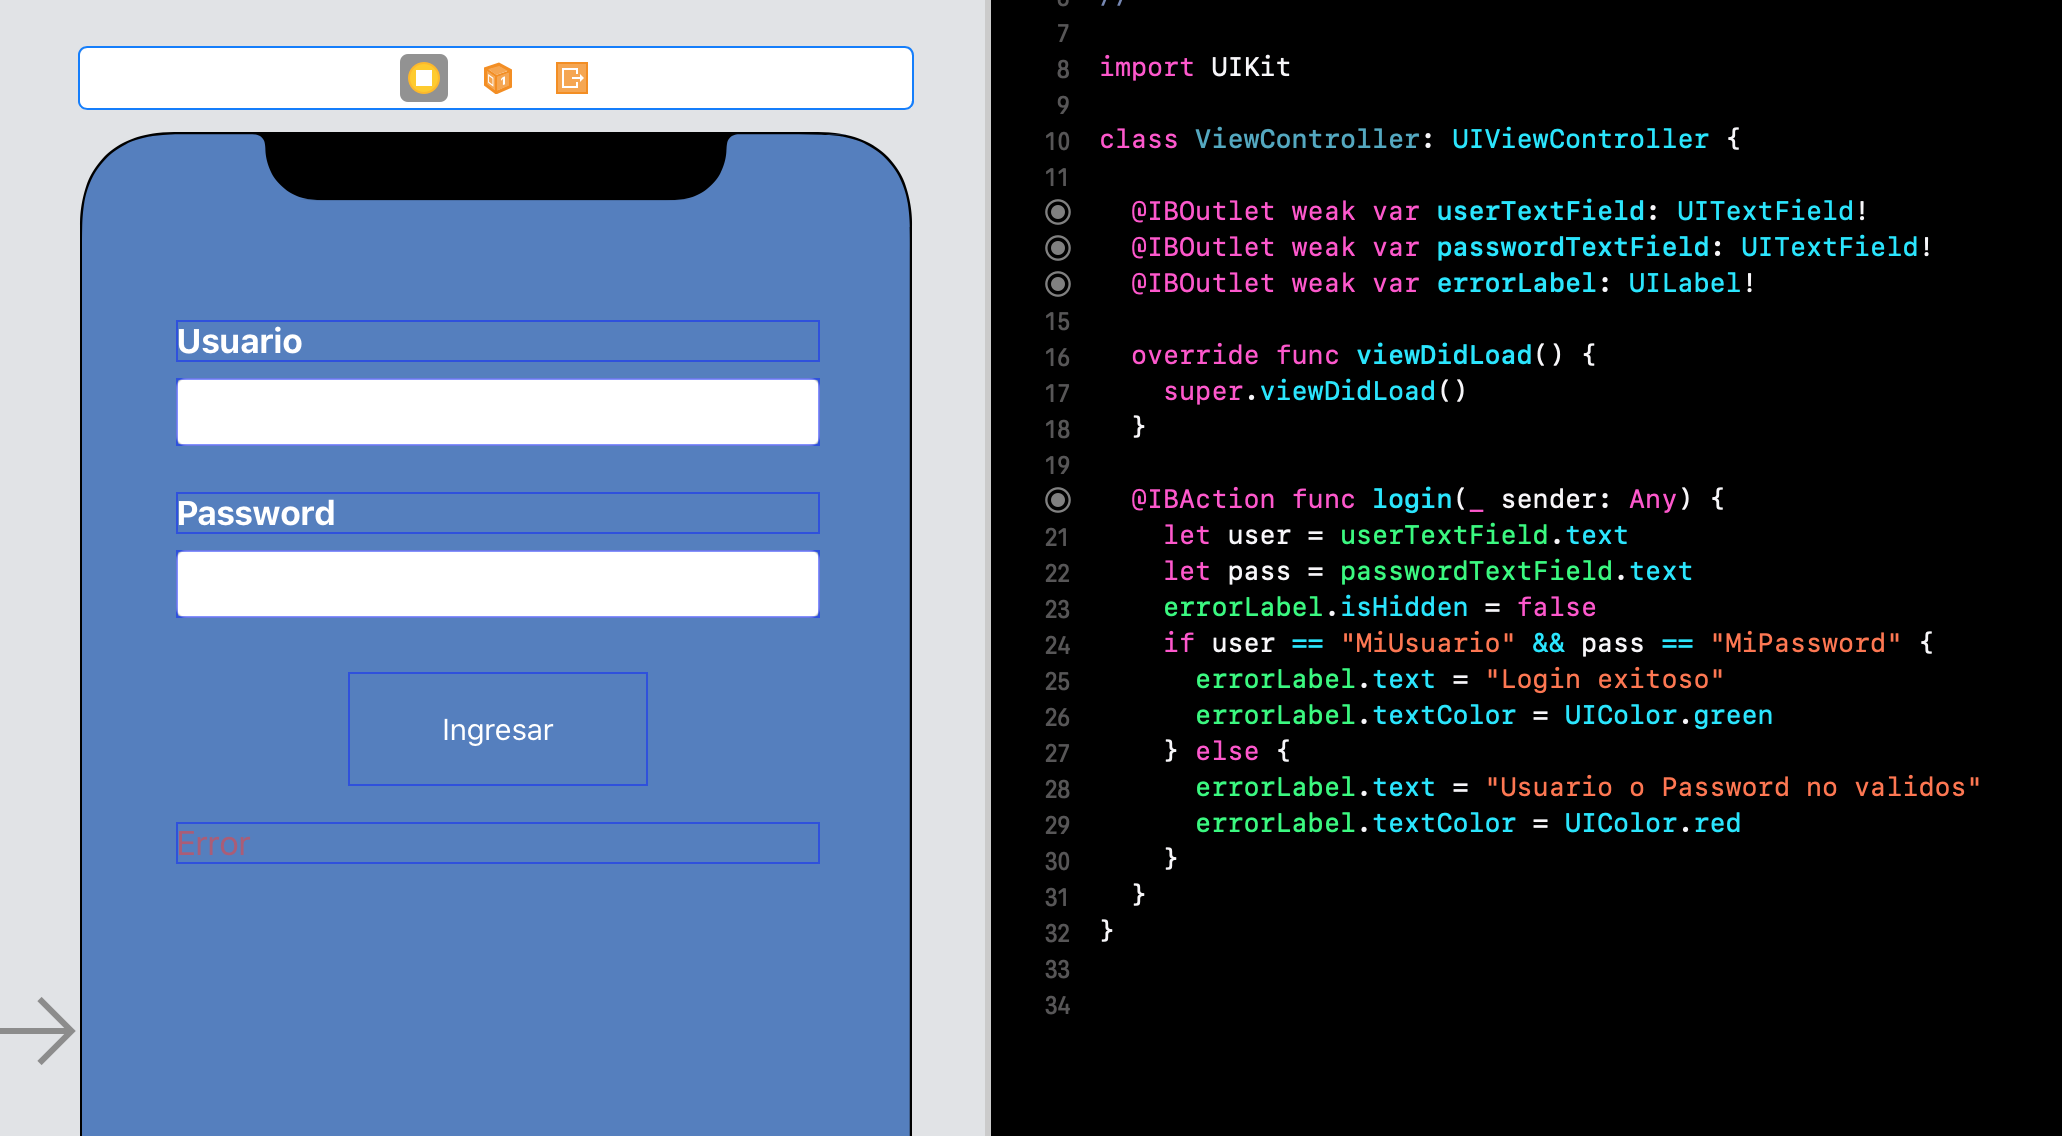 Usuario
Password
Ingresar
Error
7
8 import UIKit
9
10 class ViewController: UIViewController {
11
@IBOutlet weak var userTextField: UITextField!
@IBOutlet weak var passwordTextField: UITextField!
@IBOutlet weak var errorLabel: UILabel!
15
16 override func viewDidLoad() {
17 super.viewDidLoad()
18 }
19
@IBAction func login(_ sender: Any) {
21 let user = userTextField.text
22 let pass = passwordTextField.text
23 errorLabel.isHidden = false
24 if user == "MiUsuario" && pass == "MiPassword" {
25 errorLabel.text = "Login exitoso"
26 errorLabel.textColor = UIColor.green
27 } else {
28 errorLabel.text = "Usuario o Password no validos"
29 errorLabel.textColor = UIColor.red
30 }
31 }
32 }
33
34